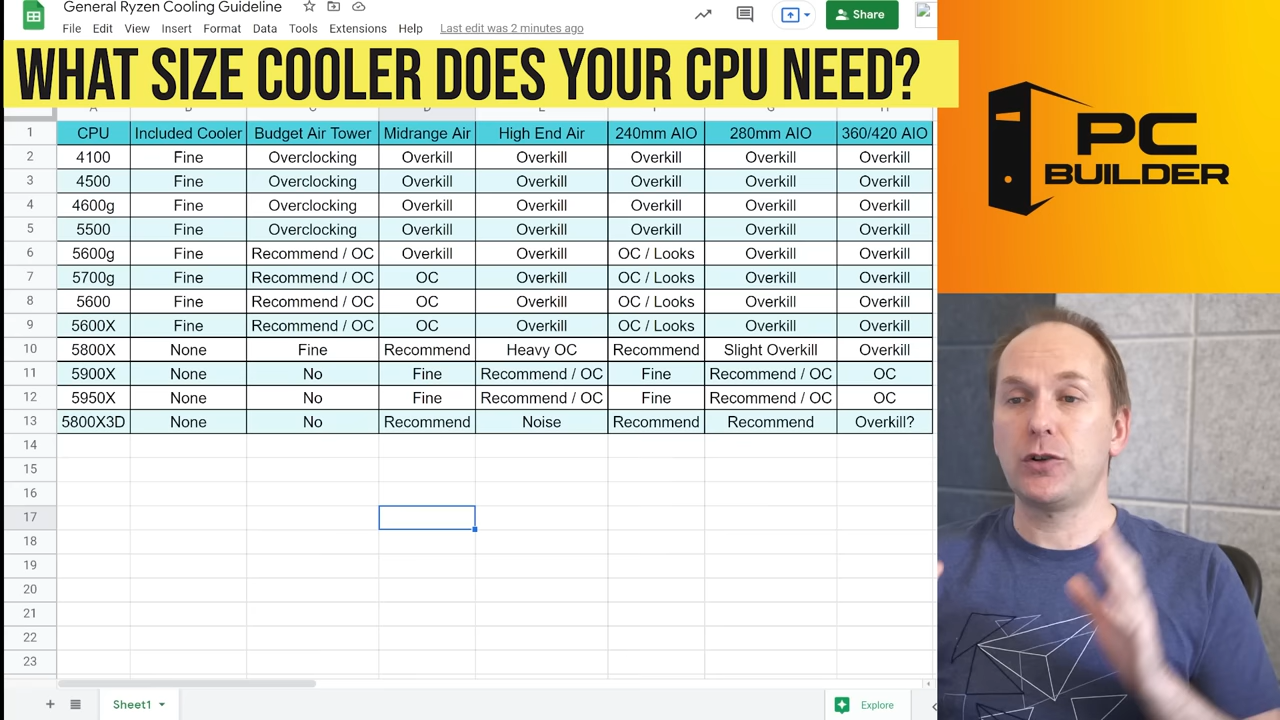 General Ryzen Cooling Guideline
File Edit View Insert Format Data Tools Extensions Help Last edit was 2 minutes ago
Share
WHAT SIZE COOLER DOES YOUR CPU NEED?
PC
BUILDER
1 CPU Included Cooler Budget Air Tower Midrange Air High End Air 240mm AIO 280mm AIO 360/420 AIO
2 4100 Fine Overclocking Overkill Overkill Overkill Overkill Overkill
3 4500 Fine Overclocking Overkill Overkill Overkill Overkill Overkill
4 4600g Fine Overclocking Overkill Overkill Overkill Overkill Overkill
5 5500 Fine Overclocking Overkill Overkill Overkill Overkill Overkill
6 5600g Fine Recommend / OC Overkill Overkill OC / Looks Overkill Overkill
7 5700g Fine Recommend / OC OC Overkill OC / Looks Overkill Overkill
8 5600 Fine Recommend / OC OC Overkill OC / Looks Overkill Overkill
9 5600X Fine Recommend / OC OC Overkill OC / Looks Overkill Overkill
10 5800X None Fine Recommend Heavy OC Recommend Slight Overkill Overkill
11 5900X None No Fine Recommend / OC Fine Recommend / OC OC
12 5950X None No Fine Recommend / OC Fine Recommend / OC OC
13 5800X3D None No Recommend Noise Recommend Recommend Overkill?
14
15
16
17
18
19
20
21
22
23
Sheet1
Explore